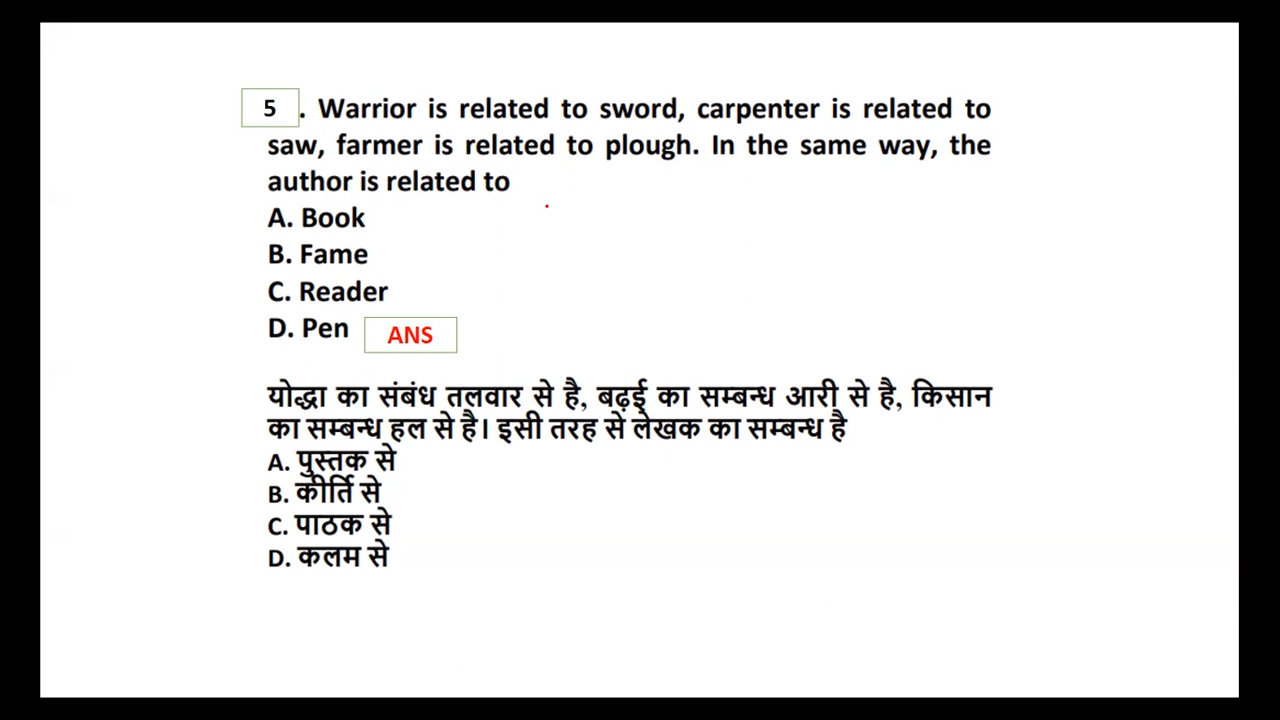 5 . Warrior is related to sword, carpenter is related to
saw, farmer is related to plough. In the same way, the
author is related to
A. Book
B. Fame
C. Reader
D. Pen ANS
योद्धा का संबंध तलवार से है, बढ़ई का सम्बन्ध आरी से है, किसान
का सम्बन्ध हल से है। इसी तरह से लेखक का सम्बन्ध है
A. पुस्तक से
B. कीर्ति से
C. पाठक से
D. कलम से